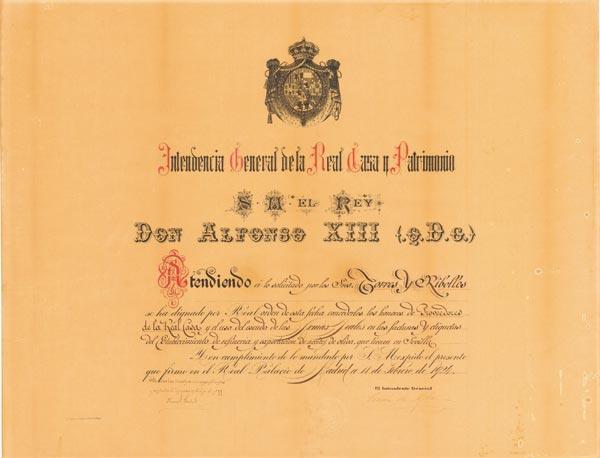 Intendencia General de la Real Casa y Patrimonio
S. M. EL REY
DON ALFONSO XIII (.Q.D.G.)
Atendiendo á lo solicitado por los Sres. Torres y Ribelles
se ha dignado por Real orden de esta fecha concederles los honores de Proveedores
de la Real Casa y el uso del escudo de las Armas Reales en las facturas y etiquetas
del Establecimiento de refinería y exportación de aceites de oliva, que tienen en Sevilla.
Y en cumplimiento de lo mandado por S. M. expido el presente
que firmo en el Real Palacio de Madrid a 11 de Febrero de 1921.
El Intendente General